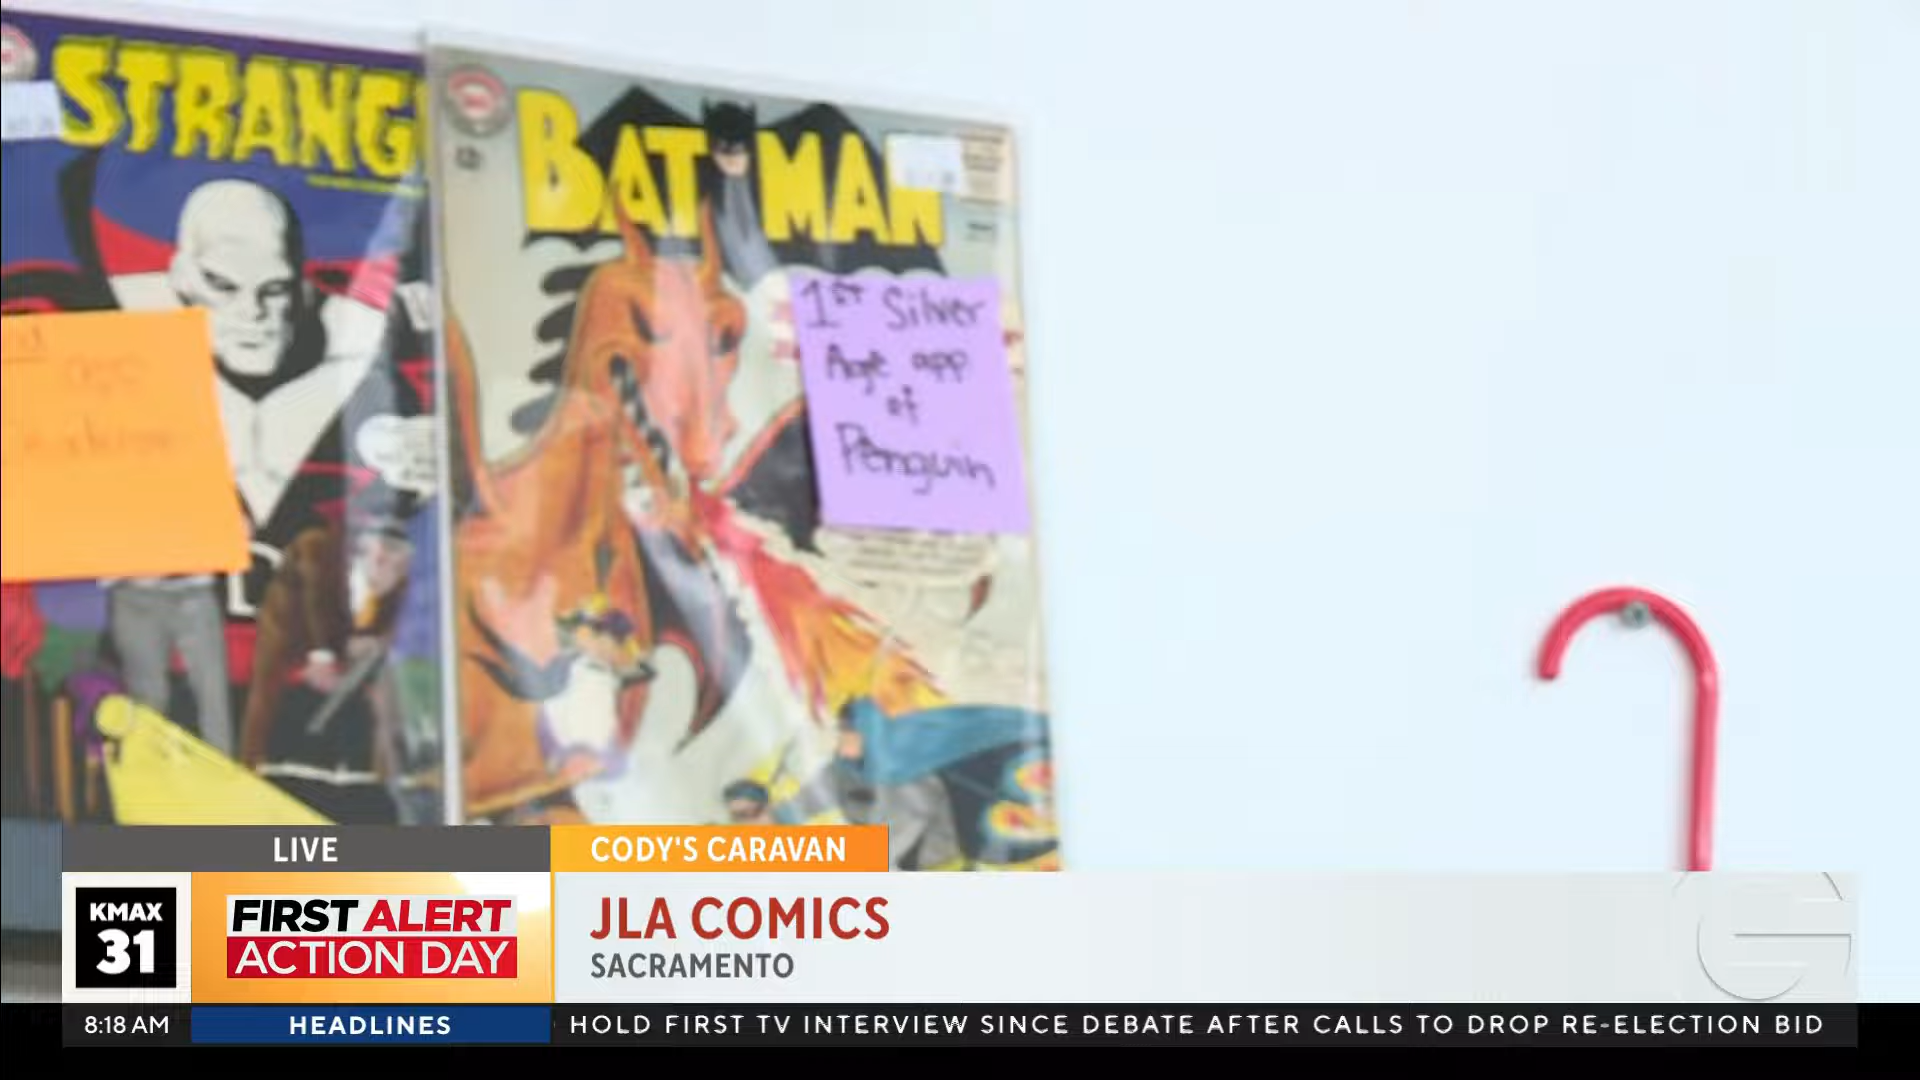 STRANG
BATMAN
1ST Silver
Age app
of
Penguin
LIVE
CODY'S CARAVAN
KMAX
31
FIRST ALERT
ACTION DAY
JLA COMICS
SACRAMENTO
8:18 AM
HEADLINES
HOLD FIRST TV INTERVIEW SINCE DEBATE AFTER CALLS TO DROP RE-ELECTION BID